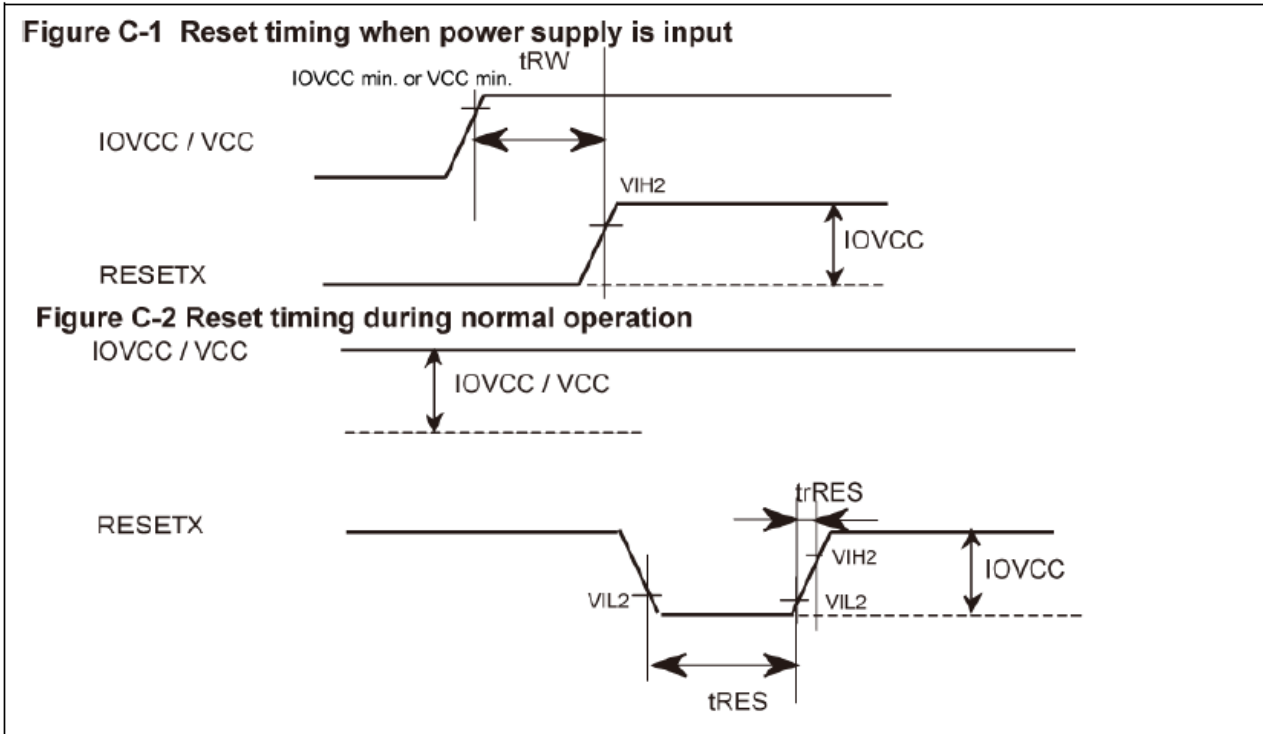 Figure C-1 Reset timing when power supply is input
tRW
IOVCC min. or VCC min.
IOVCC / VCC
VIH2
IOVCC
RESETX
Figure C-2 Reset timing during normal operation
IOVCC / VCC
IOVCC / VCC
trRES
RESETX
VIH2
IOVCC
VIL2
VIL2
tRES